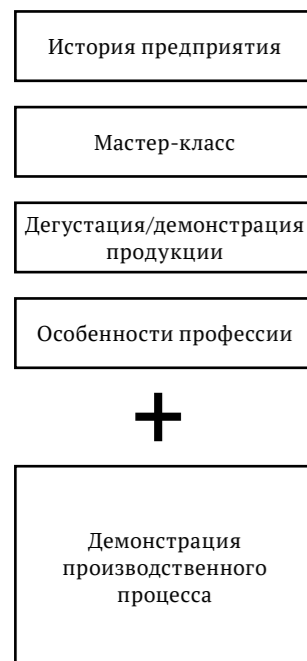 История предприятия
Мастер-класс
Дегустация/демонстрация
продукции
Особенности профессии
+
Демонстрация
производственного
процесса